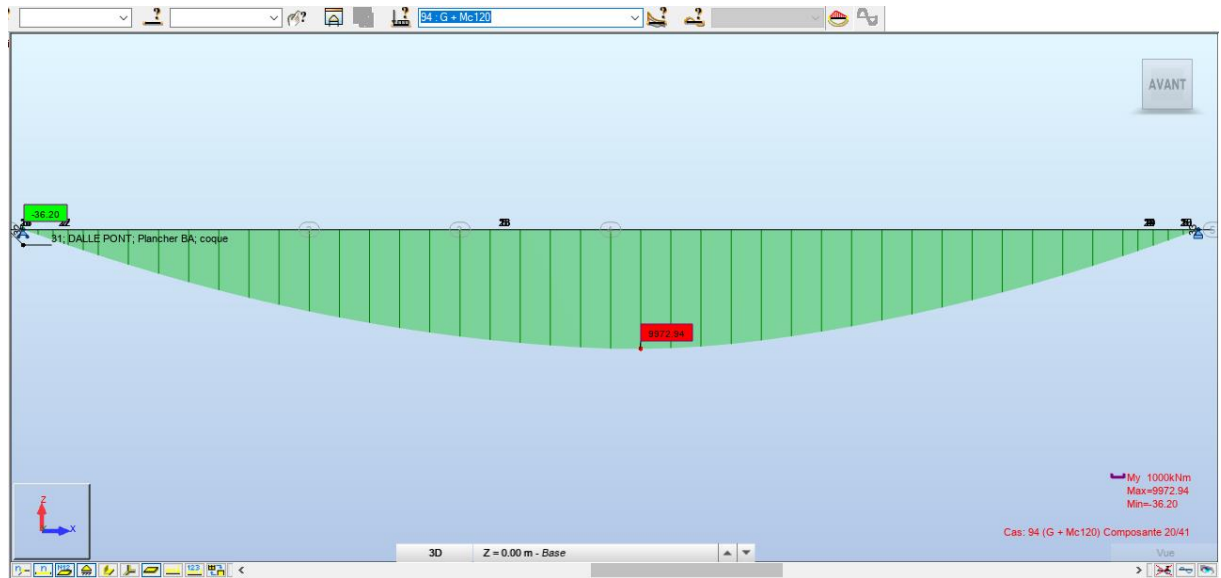 94 : G + Mc120
AVANT
-36.20
31; DALLE PONT; Plancher BA; coque
9972.94
My 1000kNm
Max=9972.94
Min=-36.20
Cas: 94 (G + Mc120) Composante 20/41
Z
X
3D Z = 0.00 m - Base
Vue